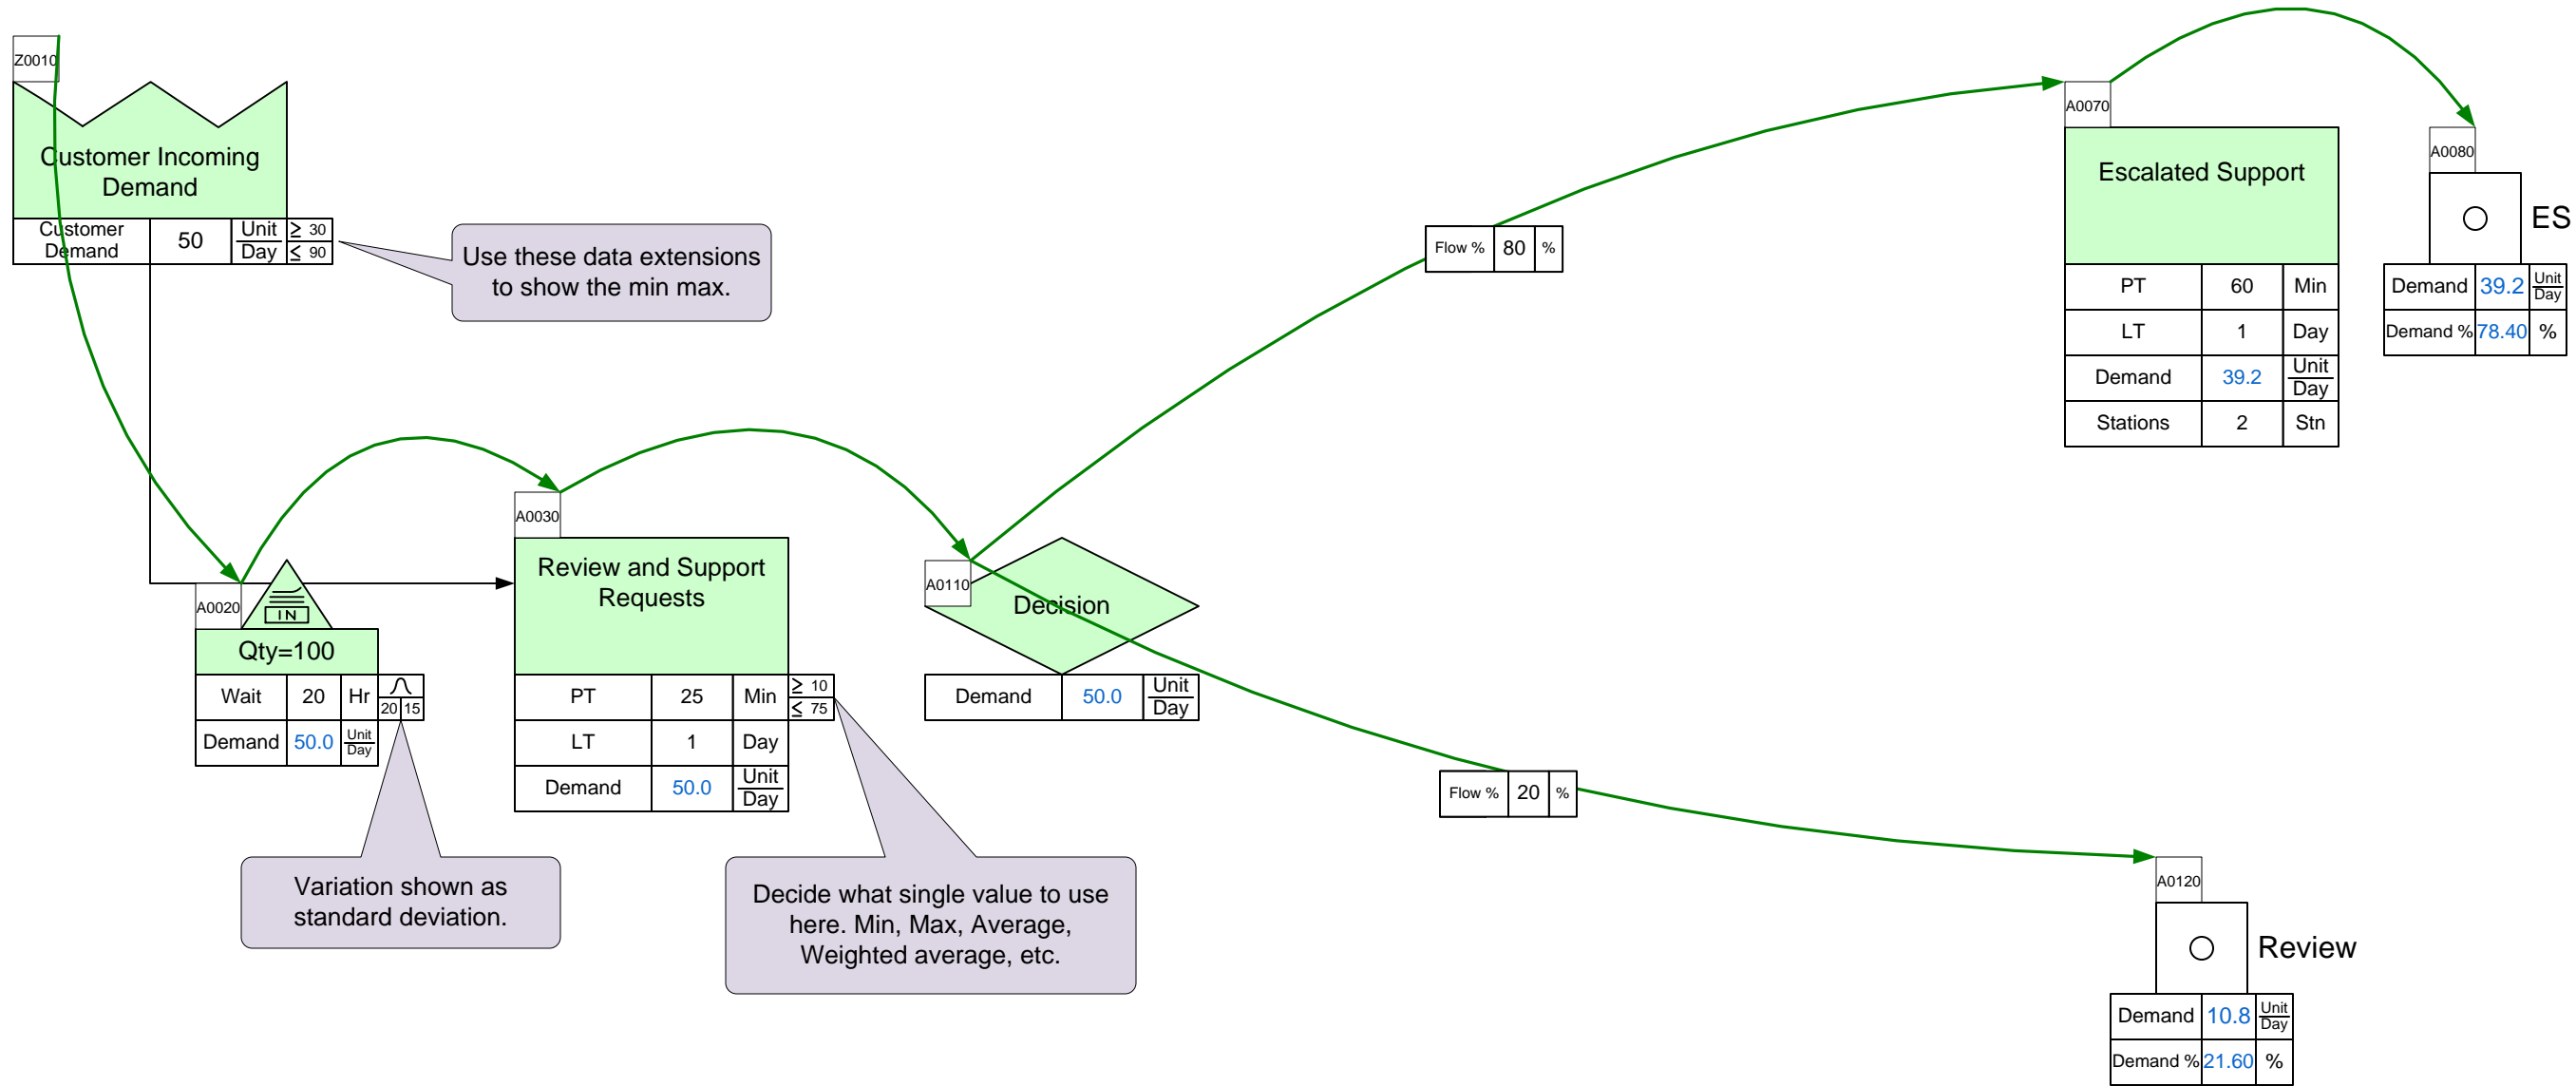 Z0010
Customer Incoming
Demand
Customer
Demand
50
Unit
Day
≥ 30
≤ 90
Use these data extensions
to show the min max.
Flow %
80
%
A0070
Escalated Support
PT
60
Min
LT
1
Day
Demand
39.2
Unit
Day
Stations
2
Stn
A0080
ES
Demand
39.2
Unit
Day
Demand %
78.40
%
A0020
IN
Qty=100
Wait
20
Hr
20
15
Demand
50.0
Unit
Day
A0030
Review and Support
Requests
PT
25
Min
≥ 10
≤ 75
LT
1
Day
Demand
50.0
Unit
Day
A0110
Decision
Demand
50.0
Unit
Day
Variation shown as
standard deviation.
Decide what single value to use
here. Min, Max, Average,
Weighted average, etc.
Flow %
20
%
A0120
Review
Demand
10.8
Unit
Day
Demand %
21.60
%